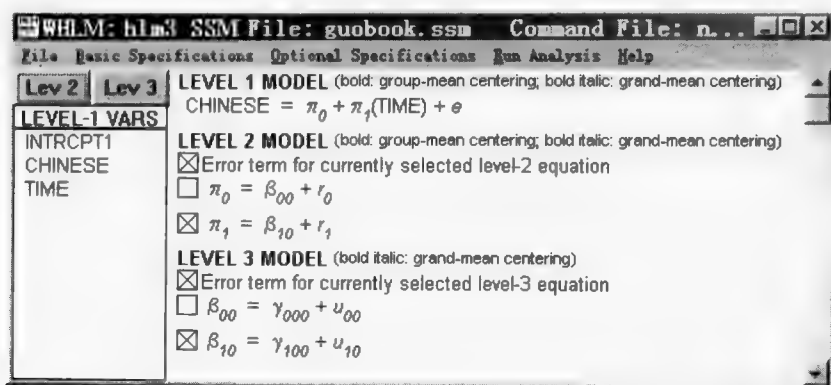 WHLM: hlm3 SSM File: guobook.ssm Command File: n...
File Basic Specifications Optional Specifications Run Analysis Help
Lev 2 Lev 3
LEVEL-1 VARS
INTRCPT1
CHINESE
TIME
LEVEL 1 MODEL (bold: group-mean centering; bold italic: grand-mean centering)
CHINESE = π0 + π1(TIME) + e
LEVEL 2 MODEL (bold: group-mean centering; bold italic: grand-mean centering)
Error term for currently selected level-2 equation
π0 = β00 + r0
π1 = β10 + r1
LEVEL 3 MODEL (bold italic: grand-mean centering)
Error term for currently selected level-3 equation
β00 = γ000 + u00
β10 = γ100 + u10